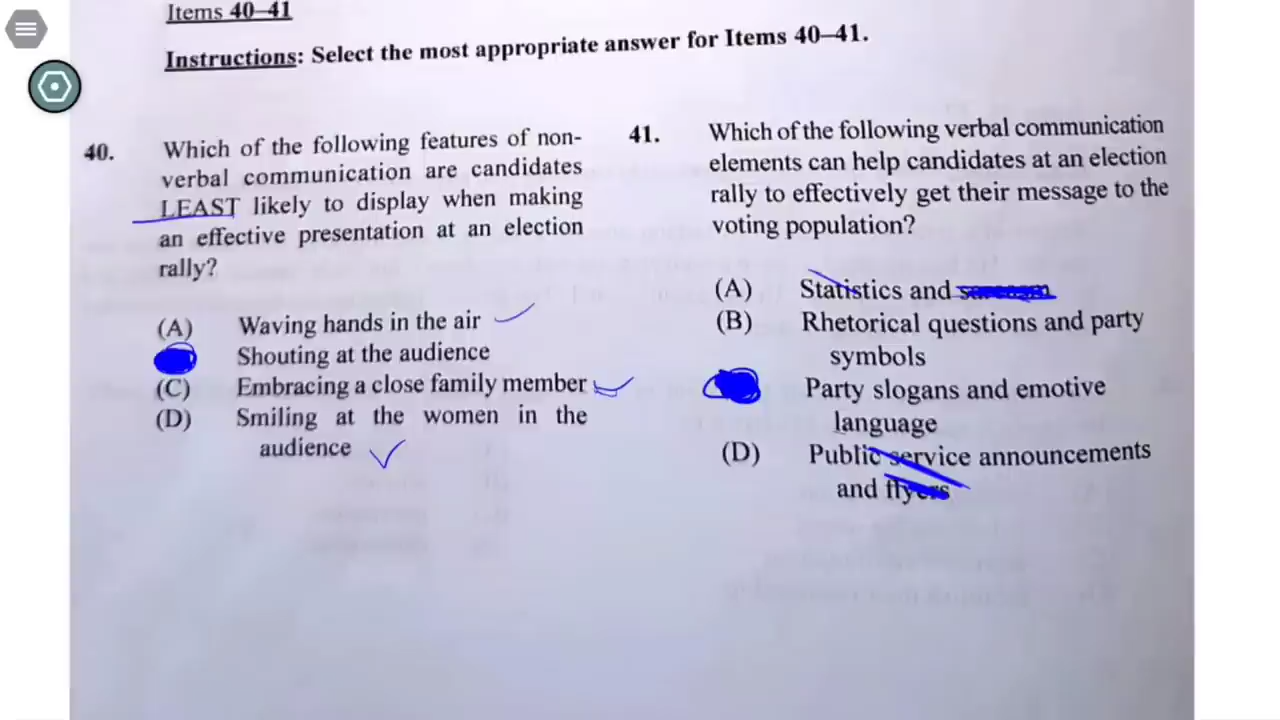 Items 40–41
Instructions: Select the most appropriate answer for Items 40–41.
40.
Which of the following features of non-
verbal communication are candidates
LEAST likely to display when making
an effective presentation at an election
rally?
(A) Waving hands in the air
Shouting at the audience
(C) Embracing a close family member
(D) Smiling at the women in the
audience
41.
Which of the following verbal communication
elements can help candidates at an election
rally to effectively get their message to the
voting population?
(A) Statistics and
(B) Rhetorical questions and party
symbols
Party slogans and emotive
language
(D) Public service announcements
and flyers